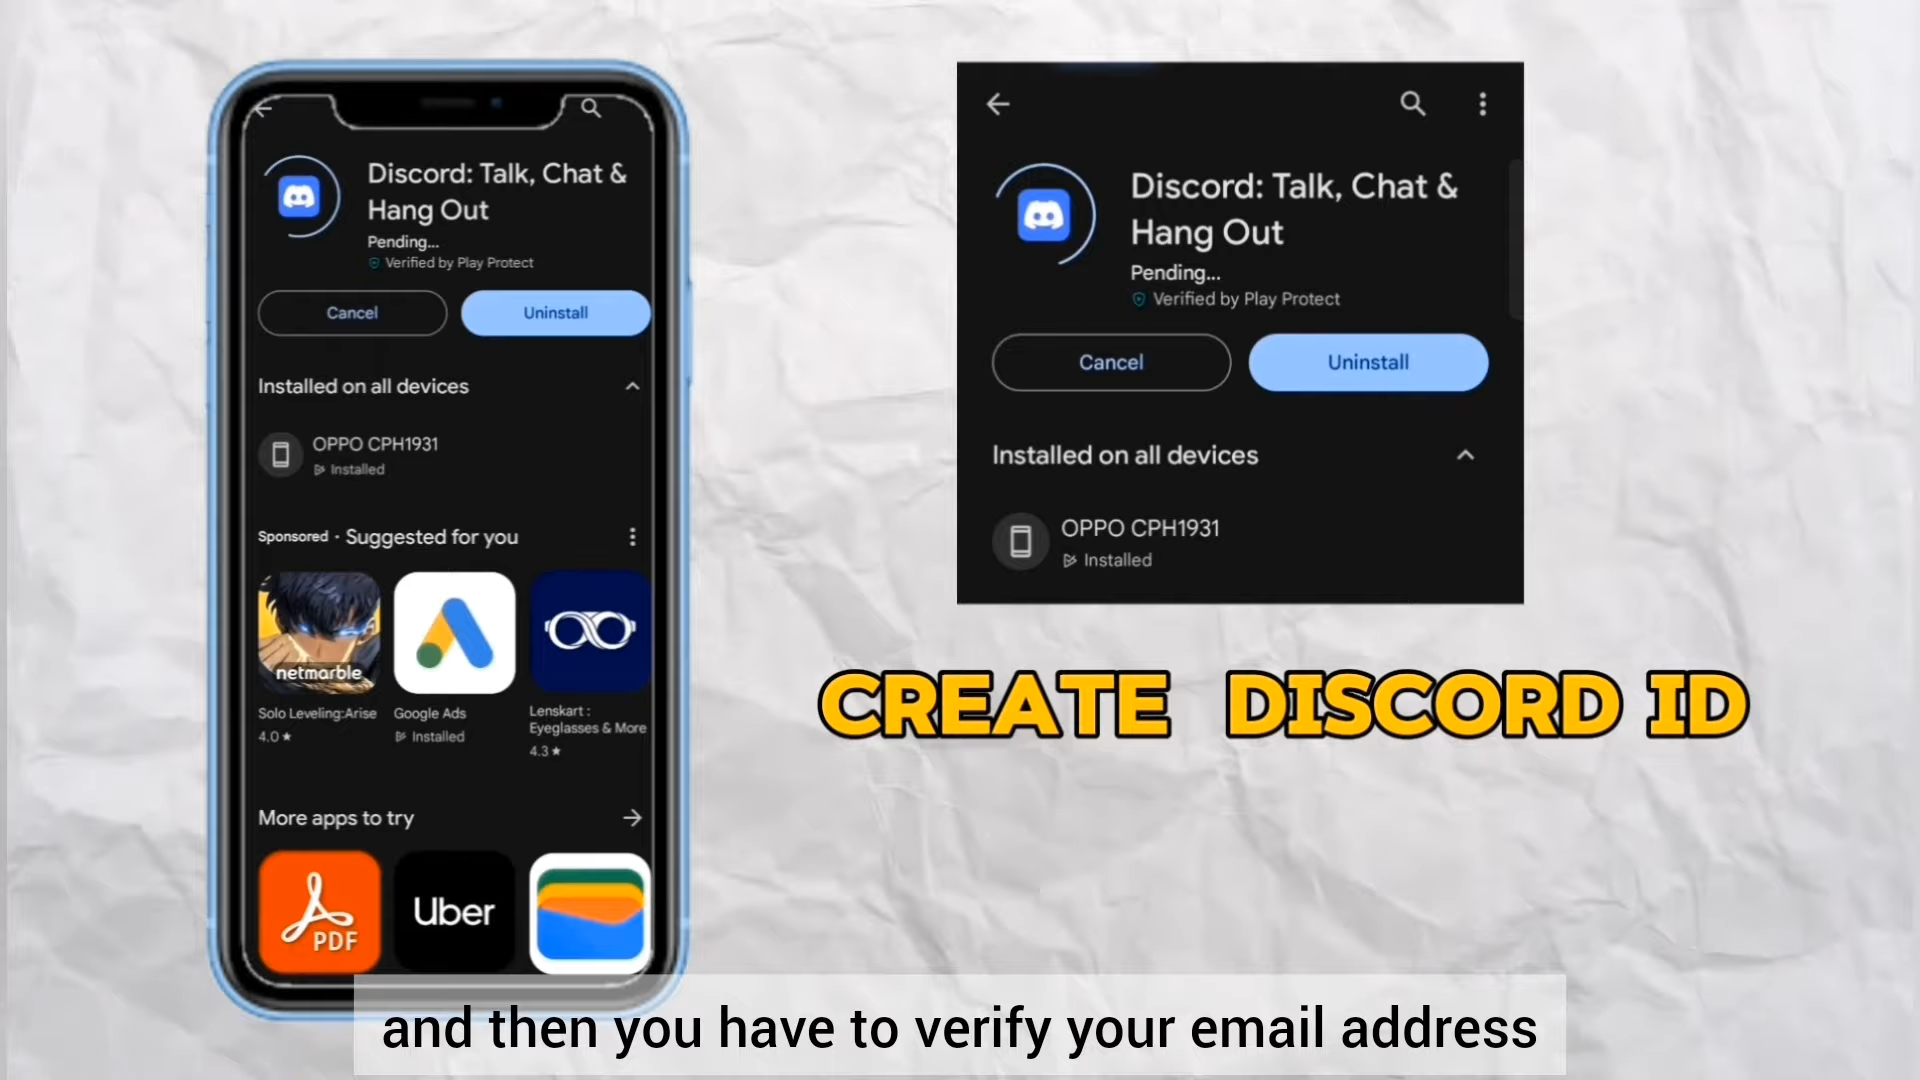 Discord: Talk, Chat &
Hang Out
Pending...
Verified by Play Protect
Cancel
Uninstall
Installed on all devices
OPPO CPH1931
Installed
Sponsored · Suggested for you
netmarble
Solo Leveling:Arise
4.0 ★
Google Ads
Installed
Lenskart :
Eyeglasses & More
4.3 ★
More apps to try
PDF
Uber
Discord: Talk, Chat &
Hang Out
Pending...
Verified by Play Protect
Cancel
Uninstall
Installed on all devices
OPPO CPH1931
Installed
CREATE DISCORD ID
and then you have to verify your email address